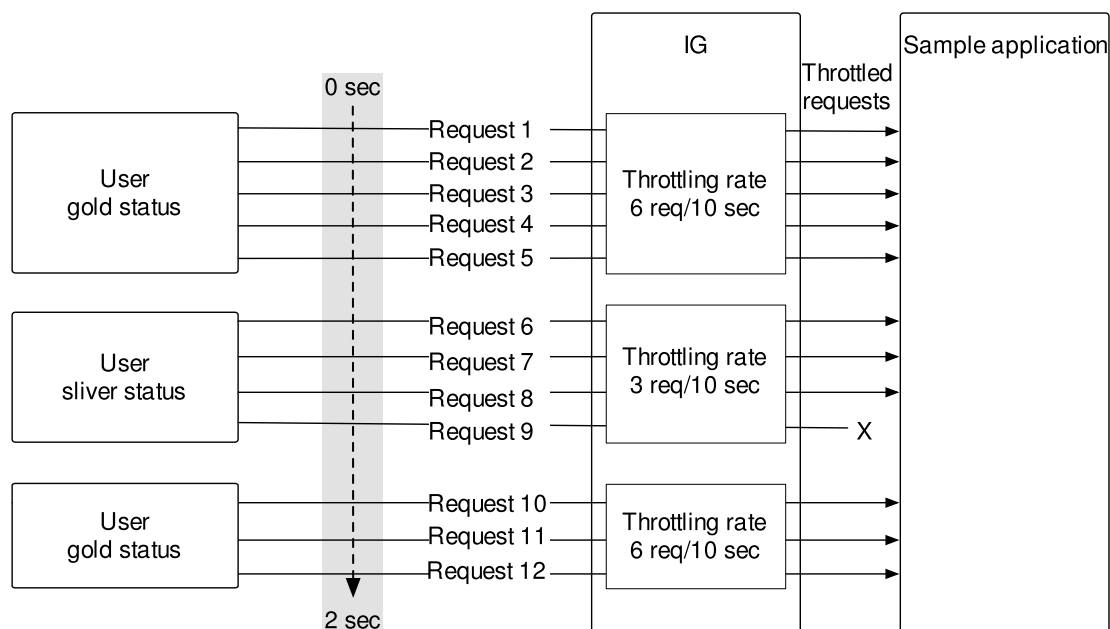 IG
Sample application
Throttled
requests
0 sec
User
gold status
Request 1
Request 2
Request 3
Request 4
Request 5
Throttling rate
6 req/10 sec
User
sliver status
Request 6
Request 7
Request 8
Request 9
Throttling rate
3 req/10 sec
X
User
gold status
Request 10
Request 11
Request 12
Throttling rate
6 req/10 sec
2 sec